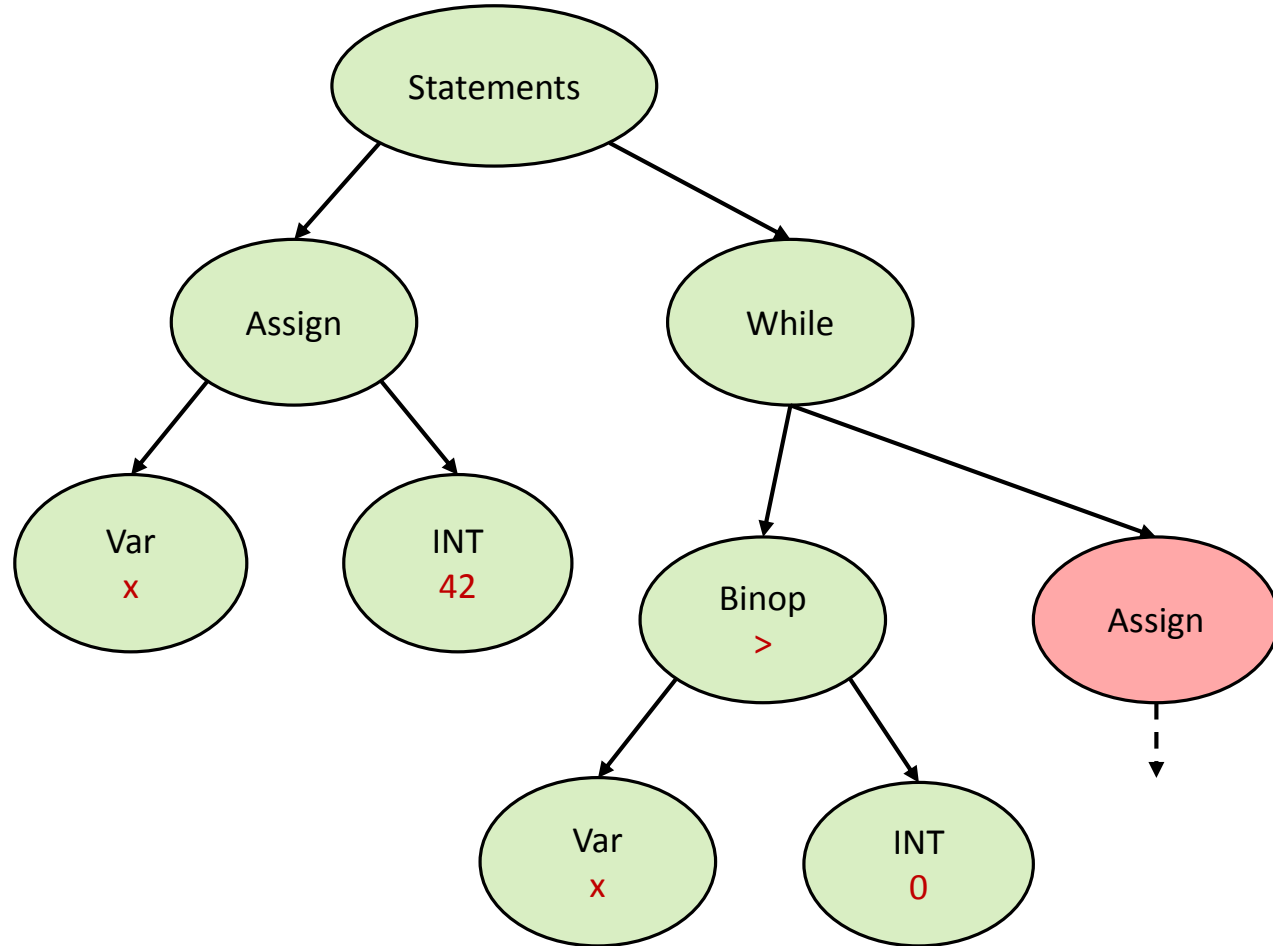 Statements
Assign
While
Var
x
INT
42
Binop
>
Assign
Var
x
INT
0